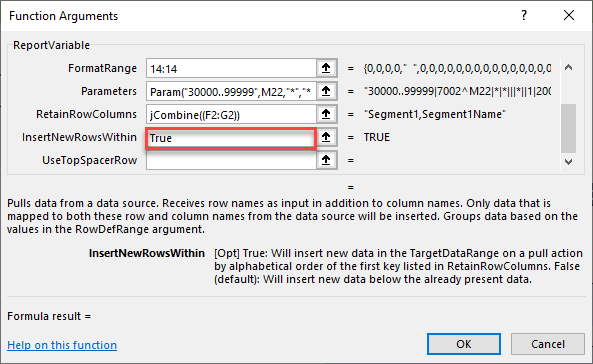 Function Arguments
ReportVariable
FormatRange 14:14 = {0,0,0,0," ",0,0,0,0,0,0,0,0,0,0,0,0,0
Parameters Param("30000..99999",M22,"*","* = "30000..99999|7002^M22|*|*|||*||1|200
RetainRowColumns jCombine((F2:G2)) = "Segment1,Segment1Name"
InsertNewRowsWithin True = TRUE
UseTopSpacerRow =
=
Pulls data from a data source. Receives row names as input in addition to column names. Only data that is
mapped to both these row and column names from the data source will be inserted. Groups data based on the
values in the RowDefRange argument.
InsertNewRowsWithin [Opt] True: Will insert new data in the TargetDataRange on a pull action
by alphabetical order of the first key listed in RetainRowColumns. False
(default): Will insert new data below the already present data.
Formula result =
Help on this function
OK Cancel